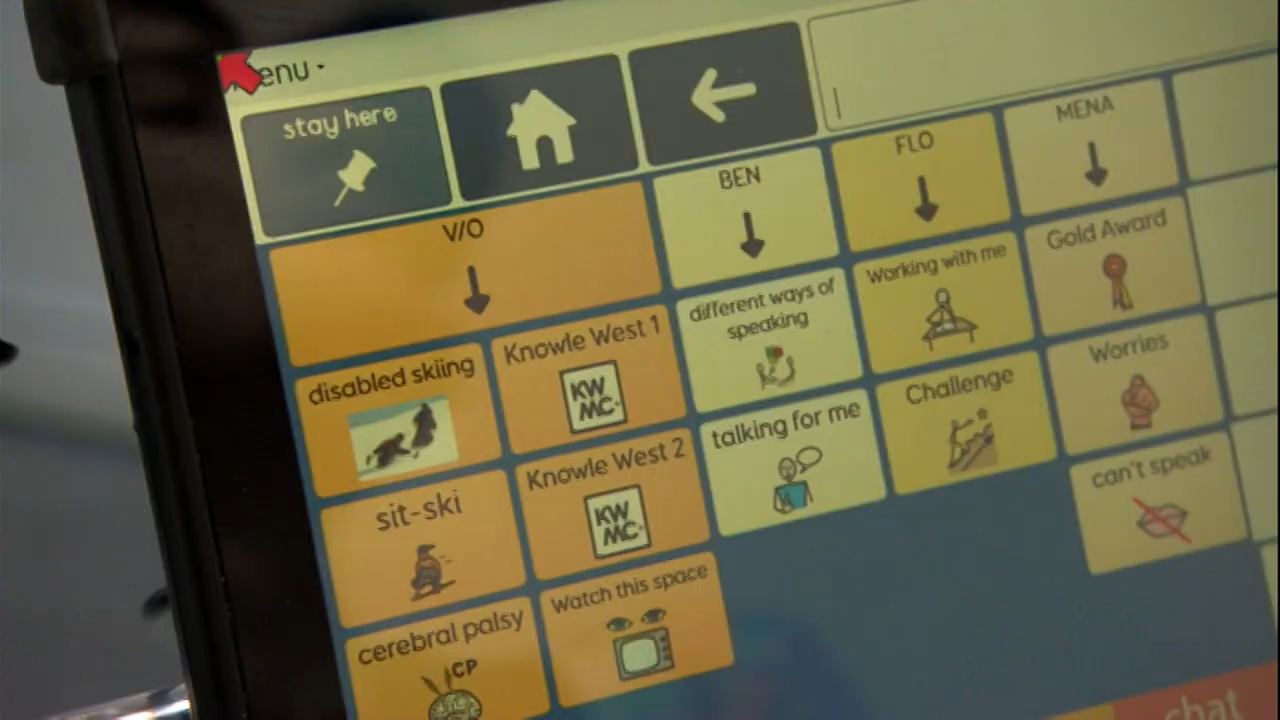 enu
stay here
V/O
BEN
FLO
MENA
disabled skiing
Knowle West 1
KW
MC
different ways of
speaking
Working with me
Gold Award
sit-ski
Knowle West 2
KW
MC
talking for me
Challenge
Worries
cerebral palsy
CP
Watch this space
can't speak
chat